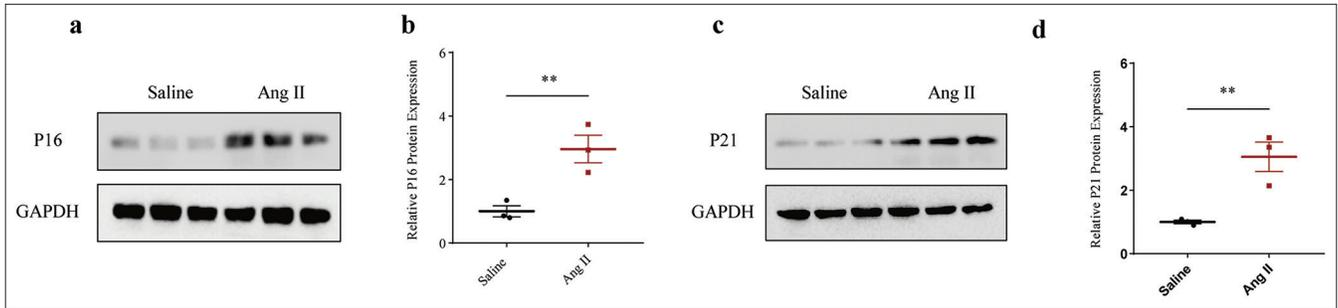 a
Saline Ang II
P16
GAPDH
b
Relative P16 Protein Expression
6
4
2
0
**
Saline
Ang II
c
Saline Ang II
P21
GAPDH
d
Relative P21 Protein Expression
6
4
2
0
**
Saline
Ang II